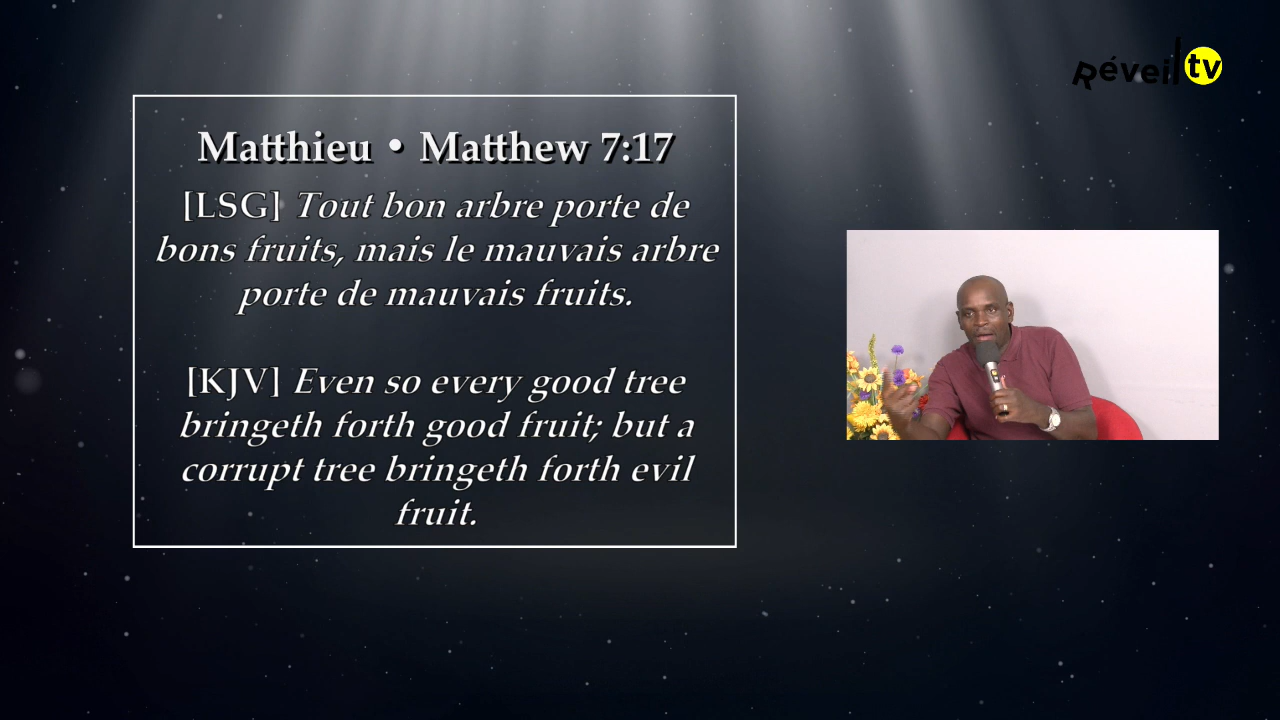 Réveil tv
Matthieu • Matthew 7:17
[LSG] Tout bon arbre porte de
bons fruits, mais le mauvais arbre
porte de mauvais fruits.
[KJV] Even so every good tree
bringeth forth good fruit; but a
corrupt tree bringeth forth evil
fruit.